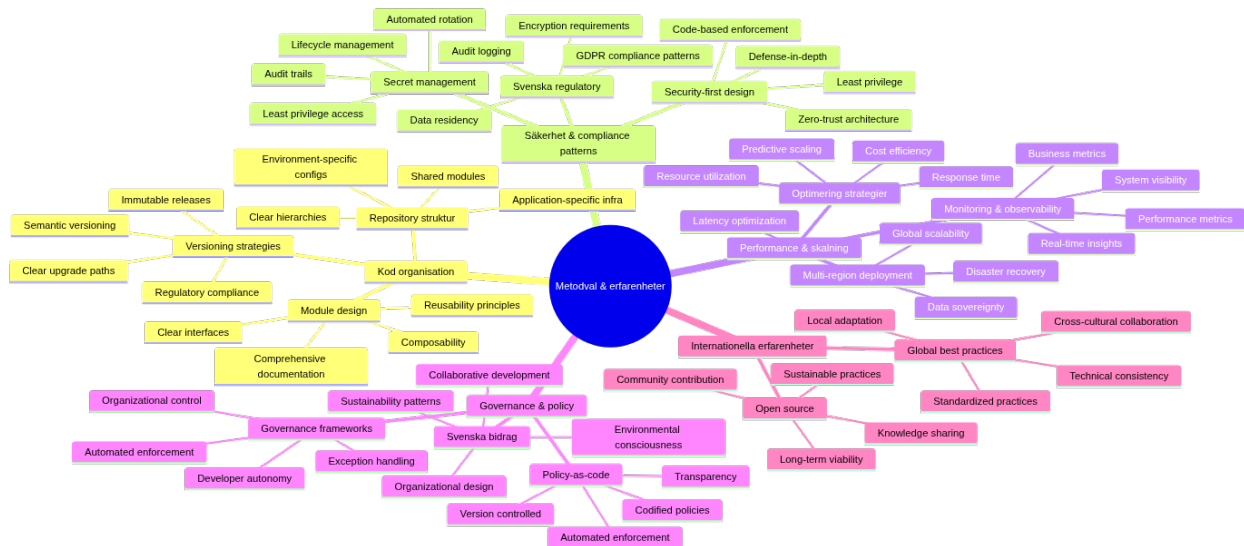 Automated rotation
Lifecycle management
Audit trails
Secret management
Least privilege access
Encryption requirements
Audit logging
GDPR compliance patterns
Svenska regulatory
Data residency
Code-based enforcement
Defense-in-depth
Least privilege
Security-first design
Zero-trust architecture
Säkerhet & compliance
patterns
Environment-specific
configs
Shared modules
Application-specific infra
Clear hierarchies
Repository struktur
Immutable releases
Semantic versioning
Versioning strategies
Clear upgrade paths
Regulatory compliance
Kod organisation
Module design
Reusability principles
Clear interfaces
Composability
Comprehensive
documentation
Metodval & erfarenheter
Predictive scaling
Cost efficiency
Resource utilization
Response time
Optimering strategier
Business metrics
System visibility
Monitoring & observability
Performance metrics
Real-time insights
Latency optimization
Global scalability
Performance & skalning
Multi-region deployment
Disaster recovery
Data sovereignty
Local adaptation
Cross-cultural collaboration
Internationella erfarenheter
Global best practices
Technical consistency
Standardized practices
Community contribution
Sustainable practices
Open source
Knowledge sharing
Long-term viability
Collaborative development
Sustainability patterns
Governance & policy
Organizational control
Governance frameworks
Svenska bidrag
Environmental
consciousness
Automated enforcement
Exception handling
Developer autonomy
Organizational design
Policy-as-code
Transparency
Version controlled
Codified policies
Automated enforcement